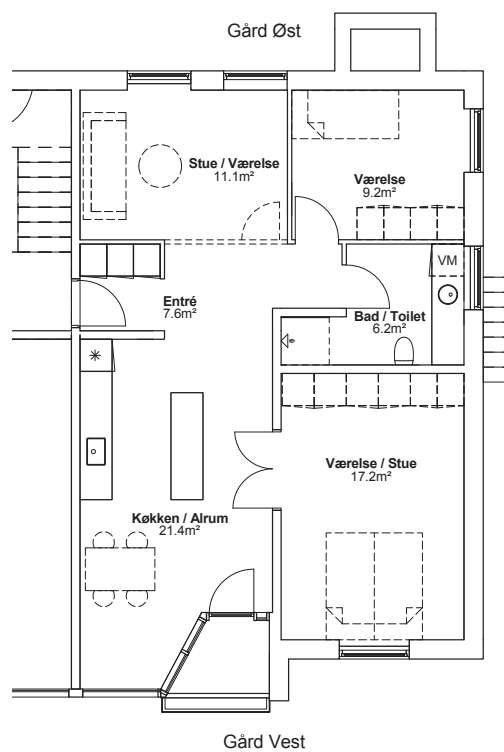 Gård Øst
Stue / Værelse
11.1m²
Værelse
9.2m²
VM
Entré
7.6m²
Bad / Toilet
6.2m²
Værelse / Stue
17.2m²
Køkken / Alrum
21.4m²
Gård Vest